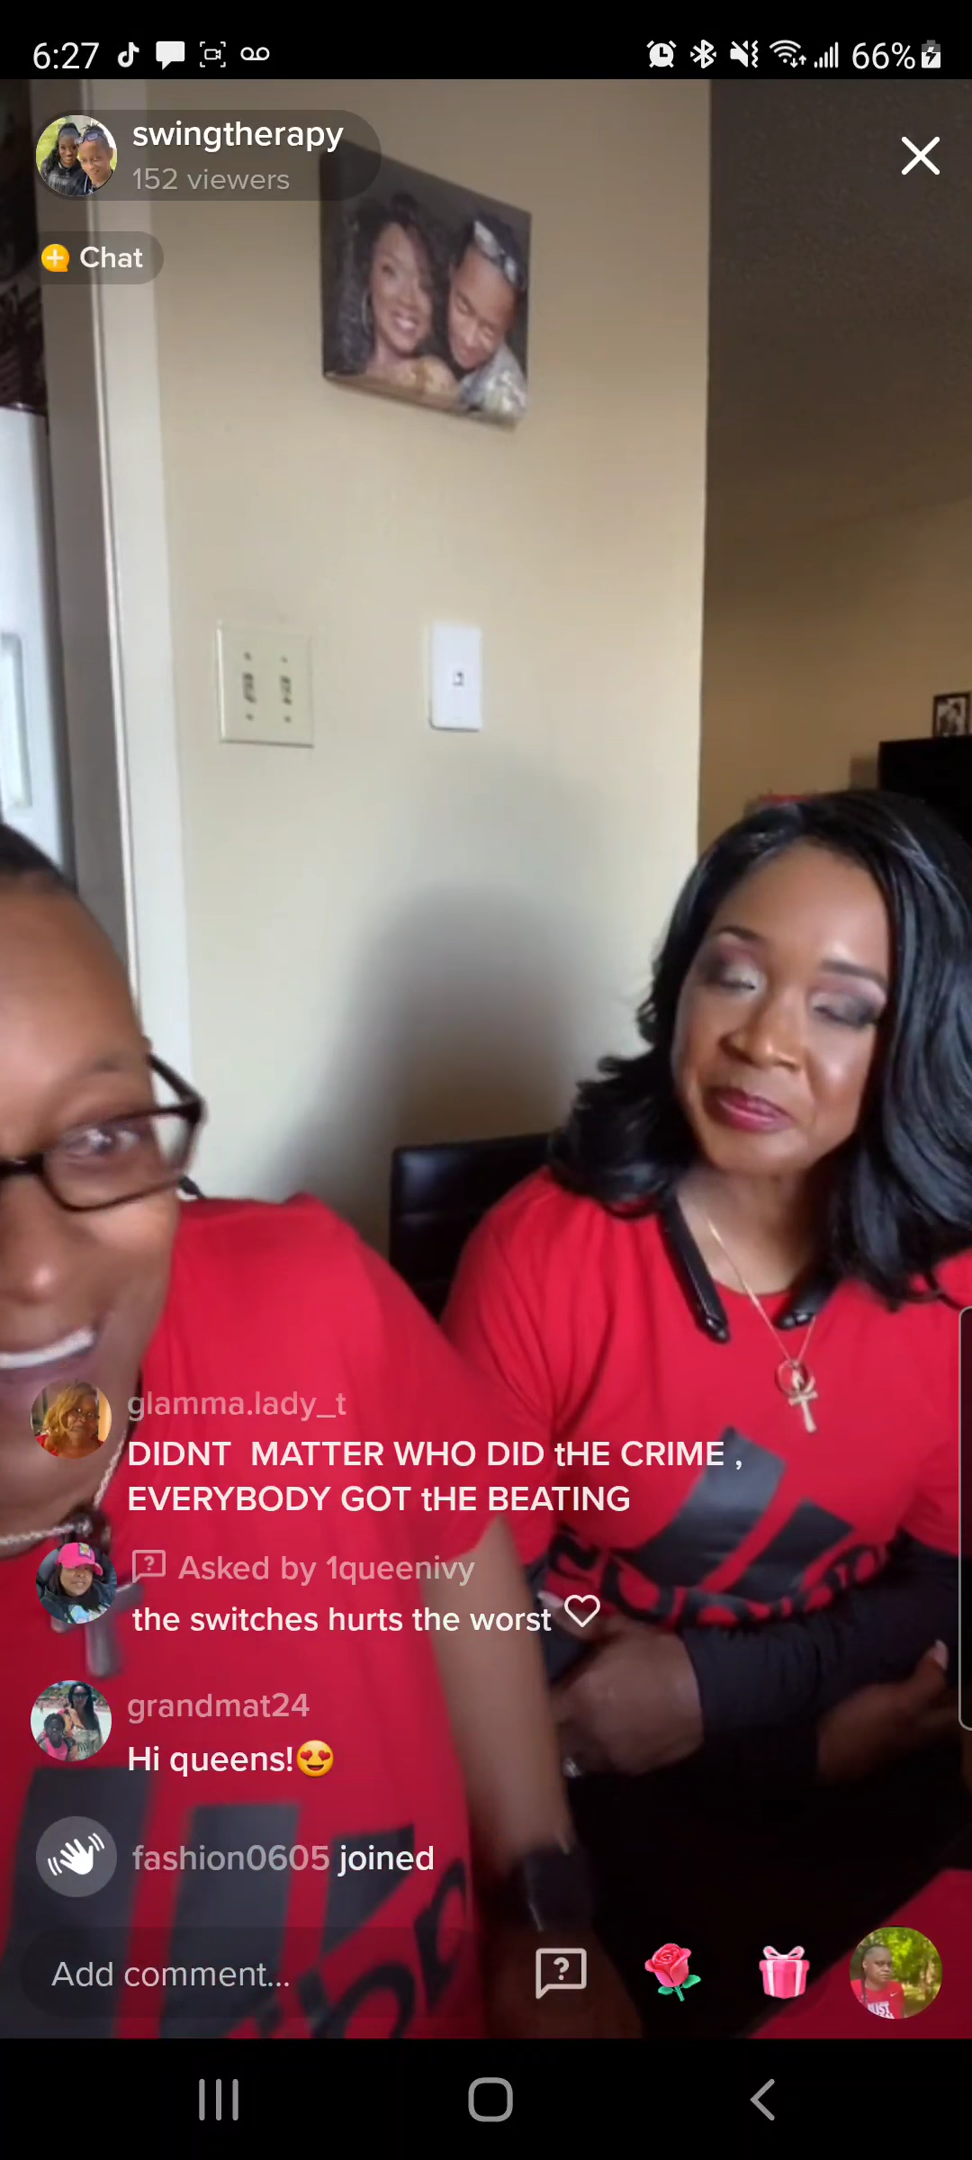 6:27
66%
swingtherapy
152 viewers
Chat
glamma.lady_t
DIDNT  MATTER WHO DID tHE CRIME ,
EVERYBODY GOT tHE BEATING
Asked by 1queenivy
the switches hurts the worst
grandmat24
Hi queens!😍
fashion0605 joined
Add comment...